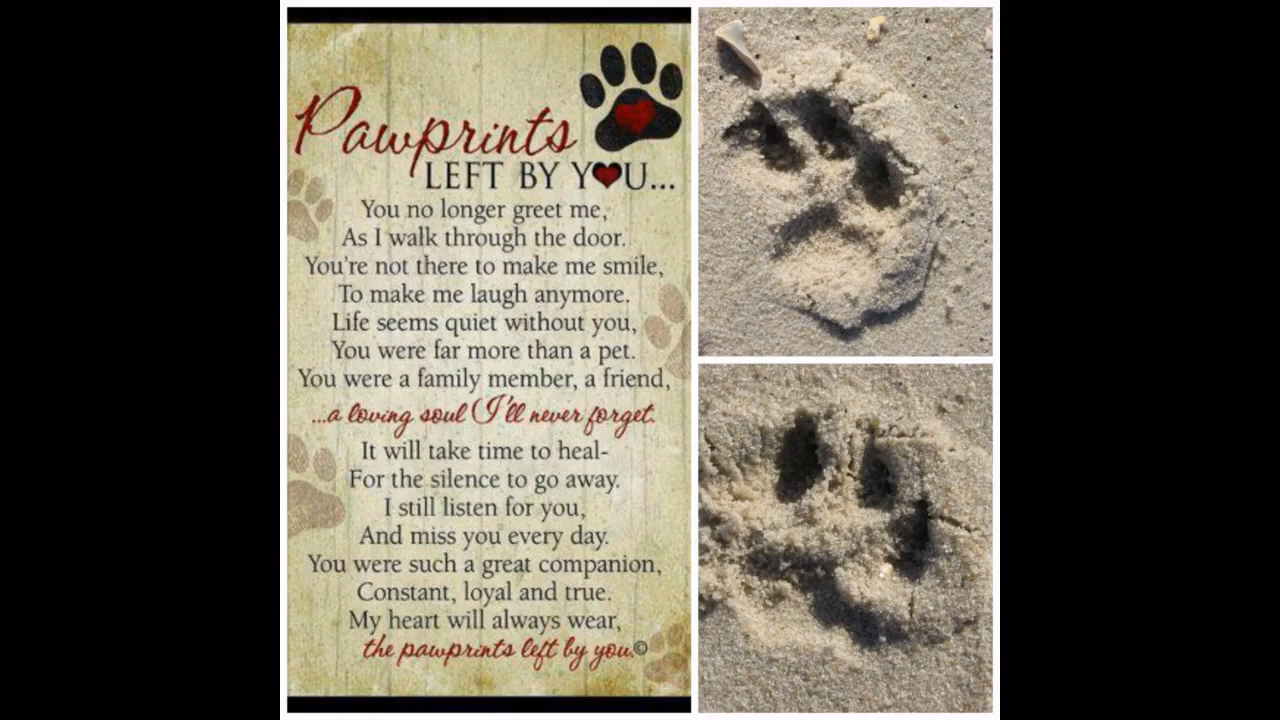 Pawprints
LEFT BY YOU...
You no longer greet me,
As I walk through the door.
You're not there to make me smile,
To make me laugh anymore.
Life seems quiet without you,
You were far more than a pet.
You were a family member, a friend,
...a loving soul I'll never forget.
It will take time to heal-
For the silence to go away.
I still listen for you,
And miss you every day.
You were such a great companion,
Constant, loyal and true.
My heart will always wear,
the pawprints left by you.©